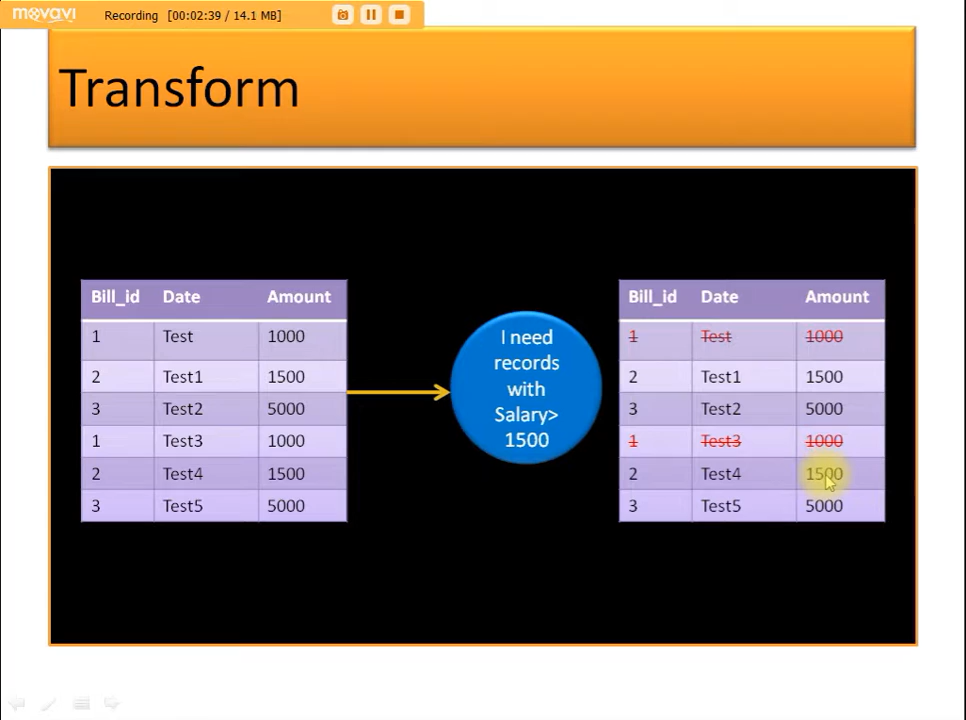 movavi Recording [00:02:39 / 14.1 MB]
Transform
Bill_id Date Amount
1 Test 1000
2 Test1 1500
3 Test2 5000
1 Test3 1000
2 Test4 1500
3 Test5 5000
I need
records
with
Salary>
1500
Bill_id Date Amount
1 Test 1000
2 Test1 1500
3 Test2 5000
1 Test3 1000
2 Test4 1500
3 Test5 5000